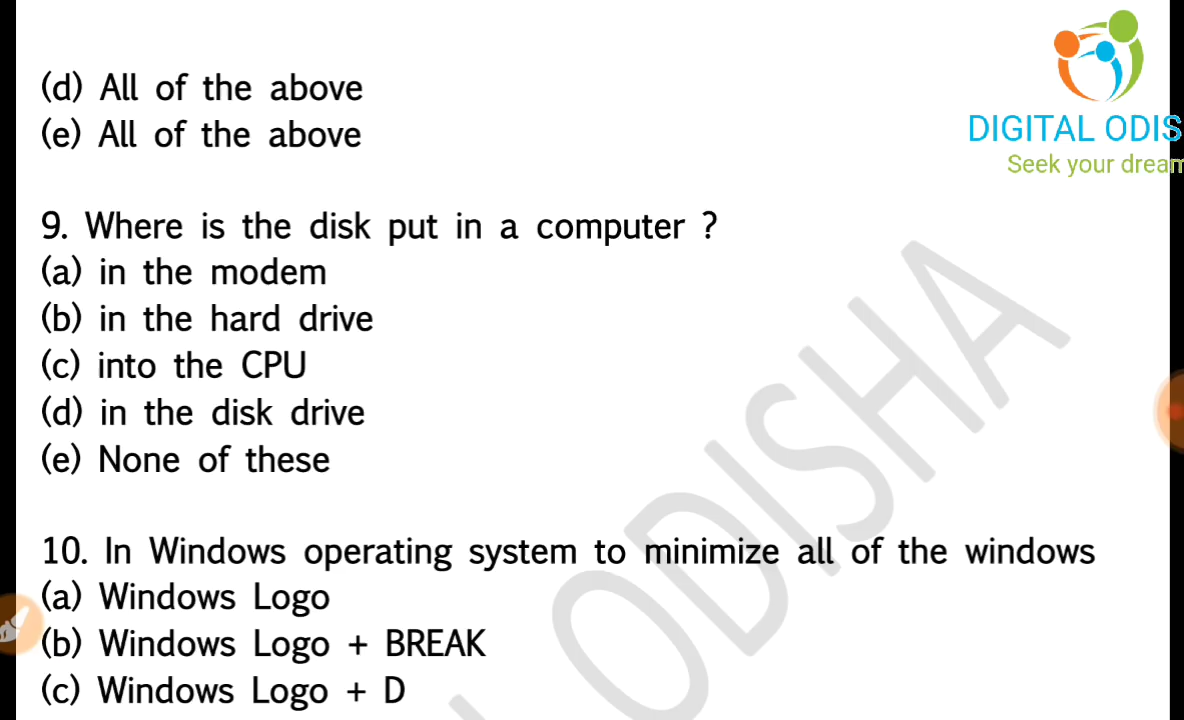 (d) All of the above
(e) All of the above
DIGITAL ODIS
Seek your dream
9. Where is the disk put in a computer ?
(a) in the modem
(b) in the hard drive
(c) into the CPU
(d) in the disk drive
(e) None of these
10. In Windows operating system to minimize all of the windows
(a) Windows Logo
(b) Windows Logo + BREAK
(c) Windows Logo + D
ODISHA